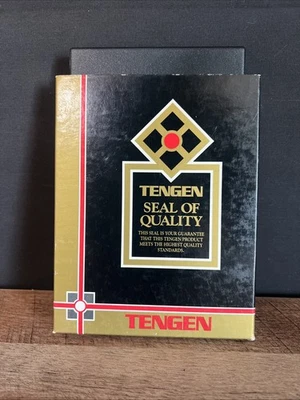 TENGEN
SEAL OF
QUALITY
THIS SEAL IS YOUR GUARANTEE
THAT THIS TENGEN PRODUCT
MEETS THE HIGHEST QUALITY
STANDARDS.
TENGEN